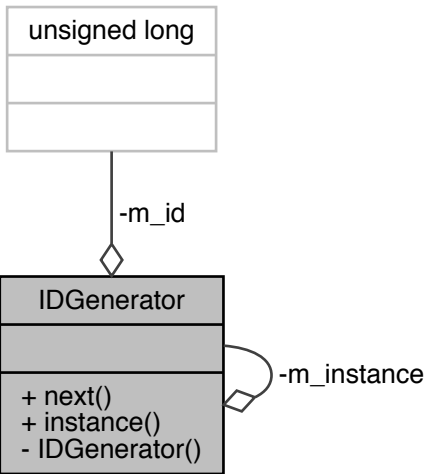 unsigned long
-m_id
IDGenerator
-m_instance
+ next()
+ instance()
- IDGenerator()